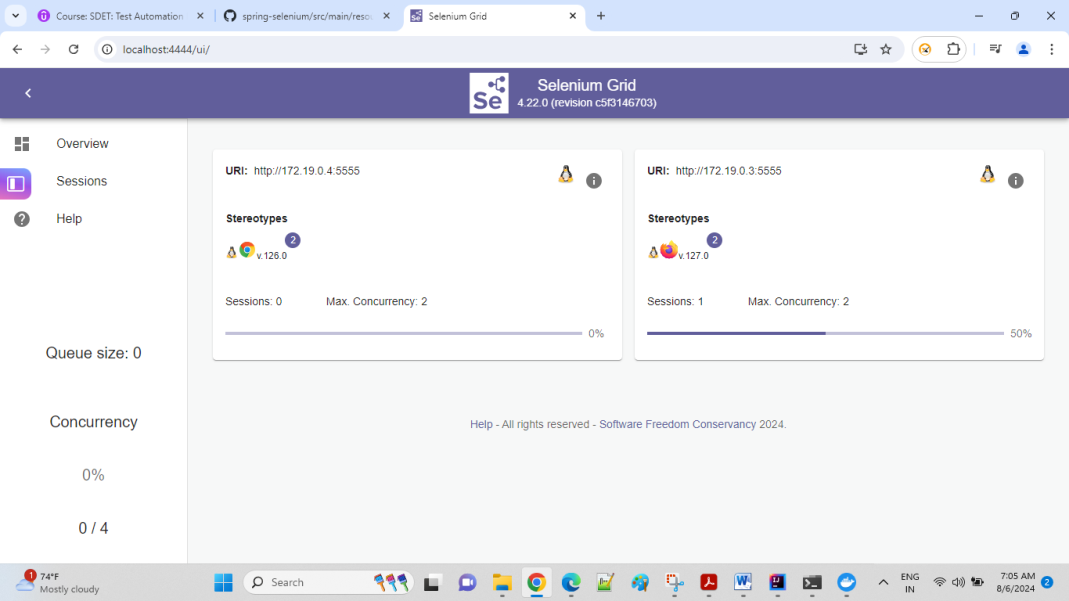 Course: SDET: Test Automation
spring-selenium/src/main/reso
Selenium Grid
localhost:4444/ui/
Se
Selenium Grid
4.22.0 (revision c5f3146703)
Overview
Sessions
Help
Queue size: 0
Concurrency
0%
0 / 4
URI: http://172.19.0.4:5555
Stereotypes
2
v.126.0
Sessions: 0 Max. Concurrency: 2
0%
URI: http://172.19.0.3:5555
Stereotypes
2
v.127.0
Sessions: 1 Max. Concurrency: 2
50%
Help - All rights reserved - Software Freedom Conservancy 2024.
1
74°F
Mostly cloudy
Search
ENG
IN
7:05 AM
8/6/2024
2